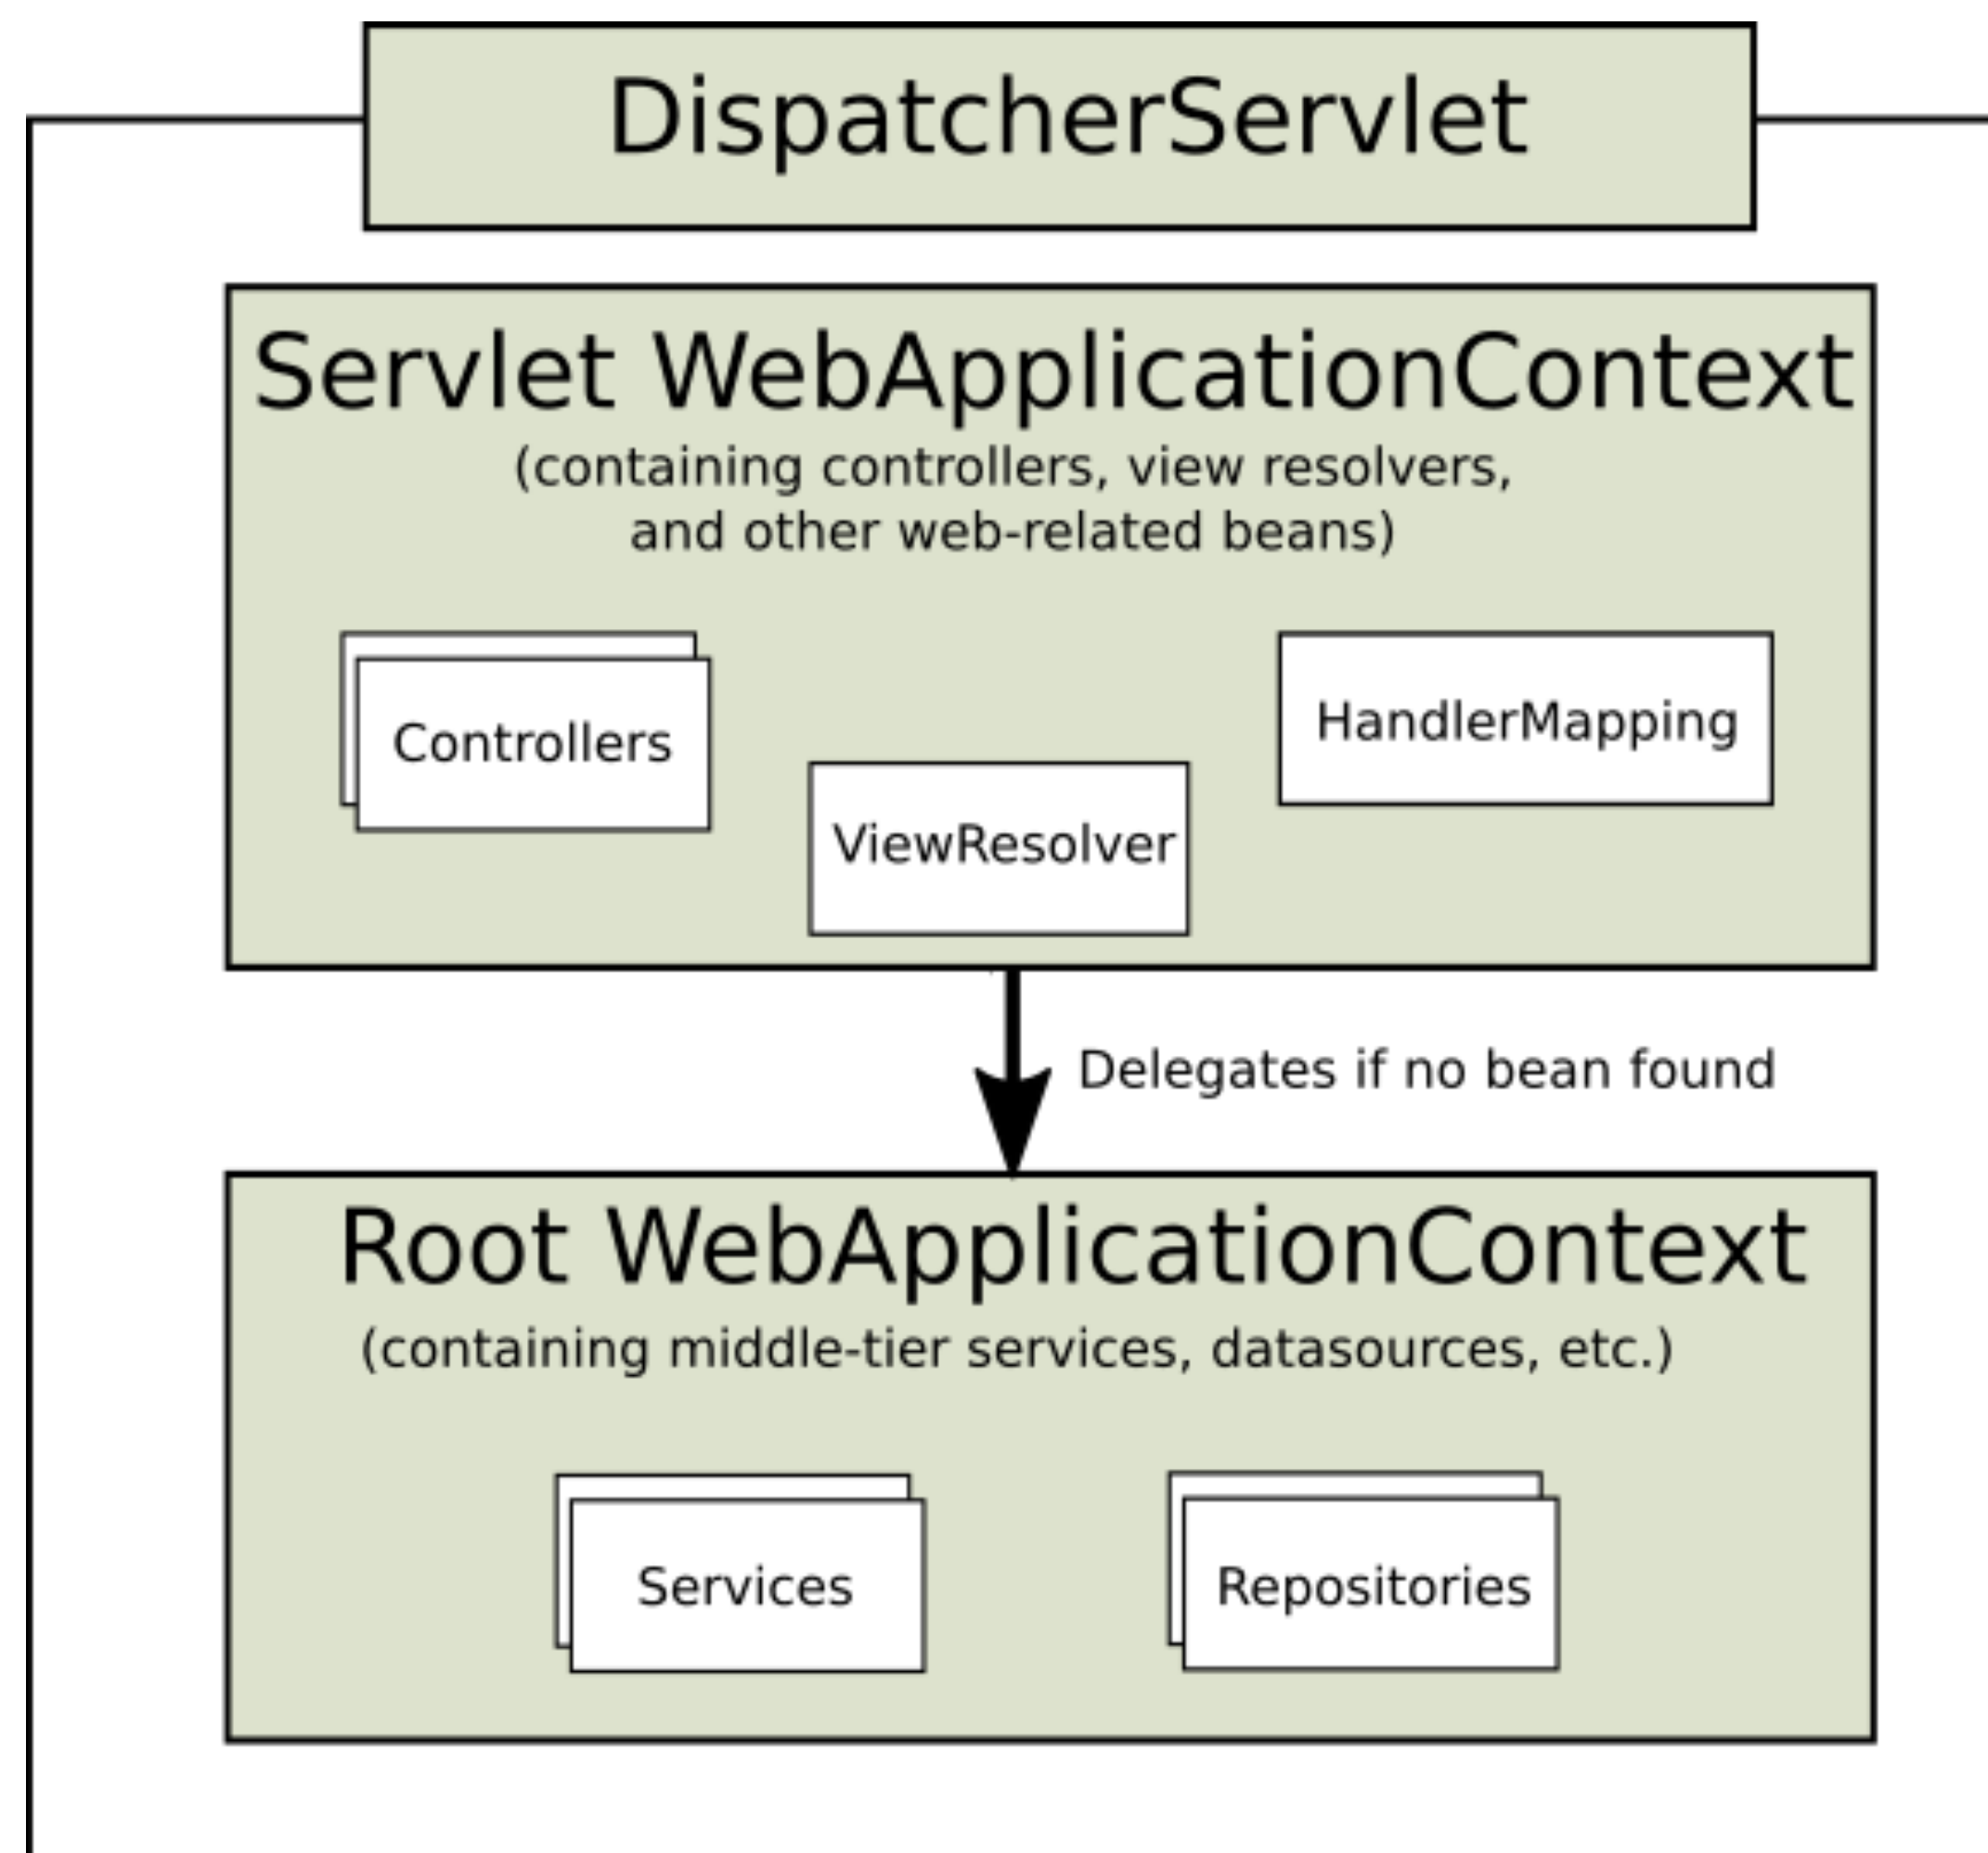 DispatcherServlet
Servlet WebApplicationContext
(containing controllers, view resolvers,
and other web-related beans)
Controllers
HandlerMapping
ViewResolver
Delegates if no bean found
Root WebApplicationContext
(containing middle-tier services, datasources, etc.)
Services
Repositories